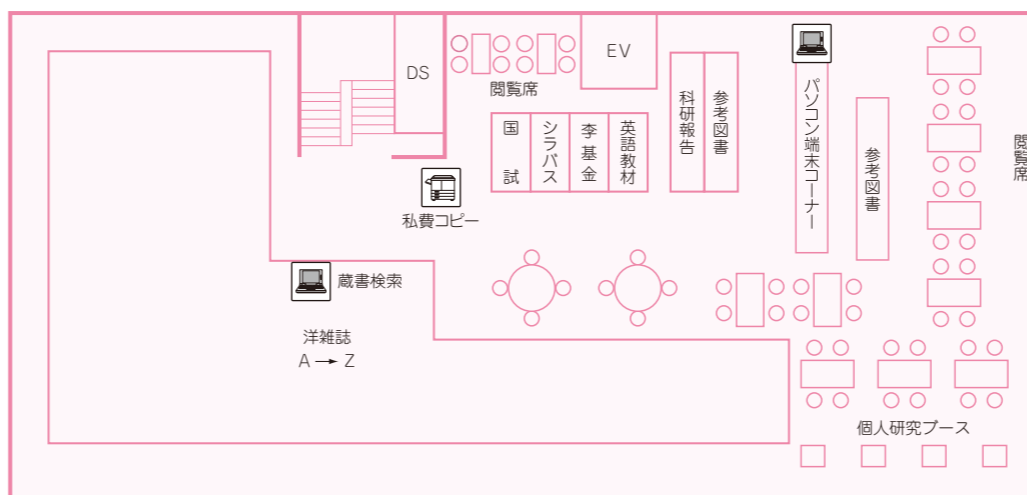 DS
EV
閲覧席
国試
シラバス
李基金
英語教材
科研報告
参考図書
パソコン端末コーナー
参考図書
閲覧席
私費コピー
蔵書検索
洋雑誌
A → Z
個人研究ブース